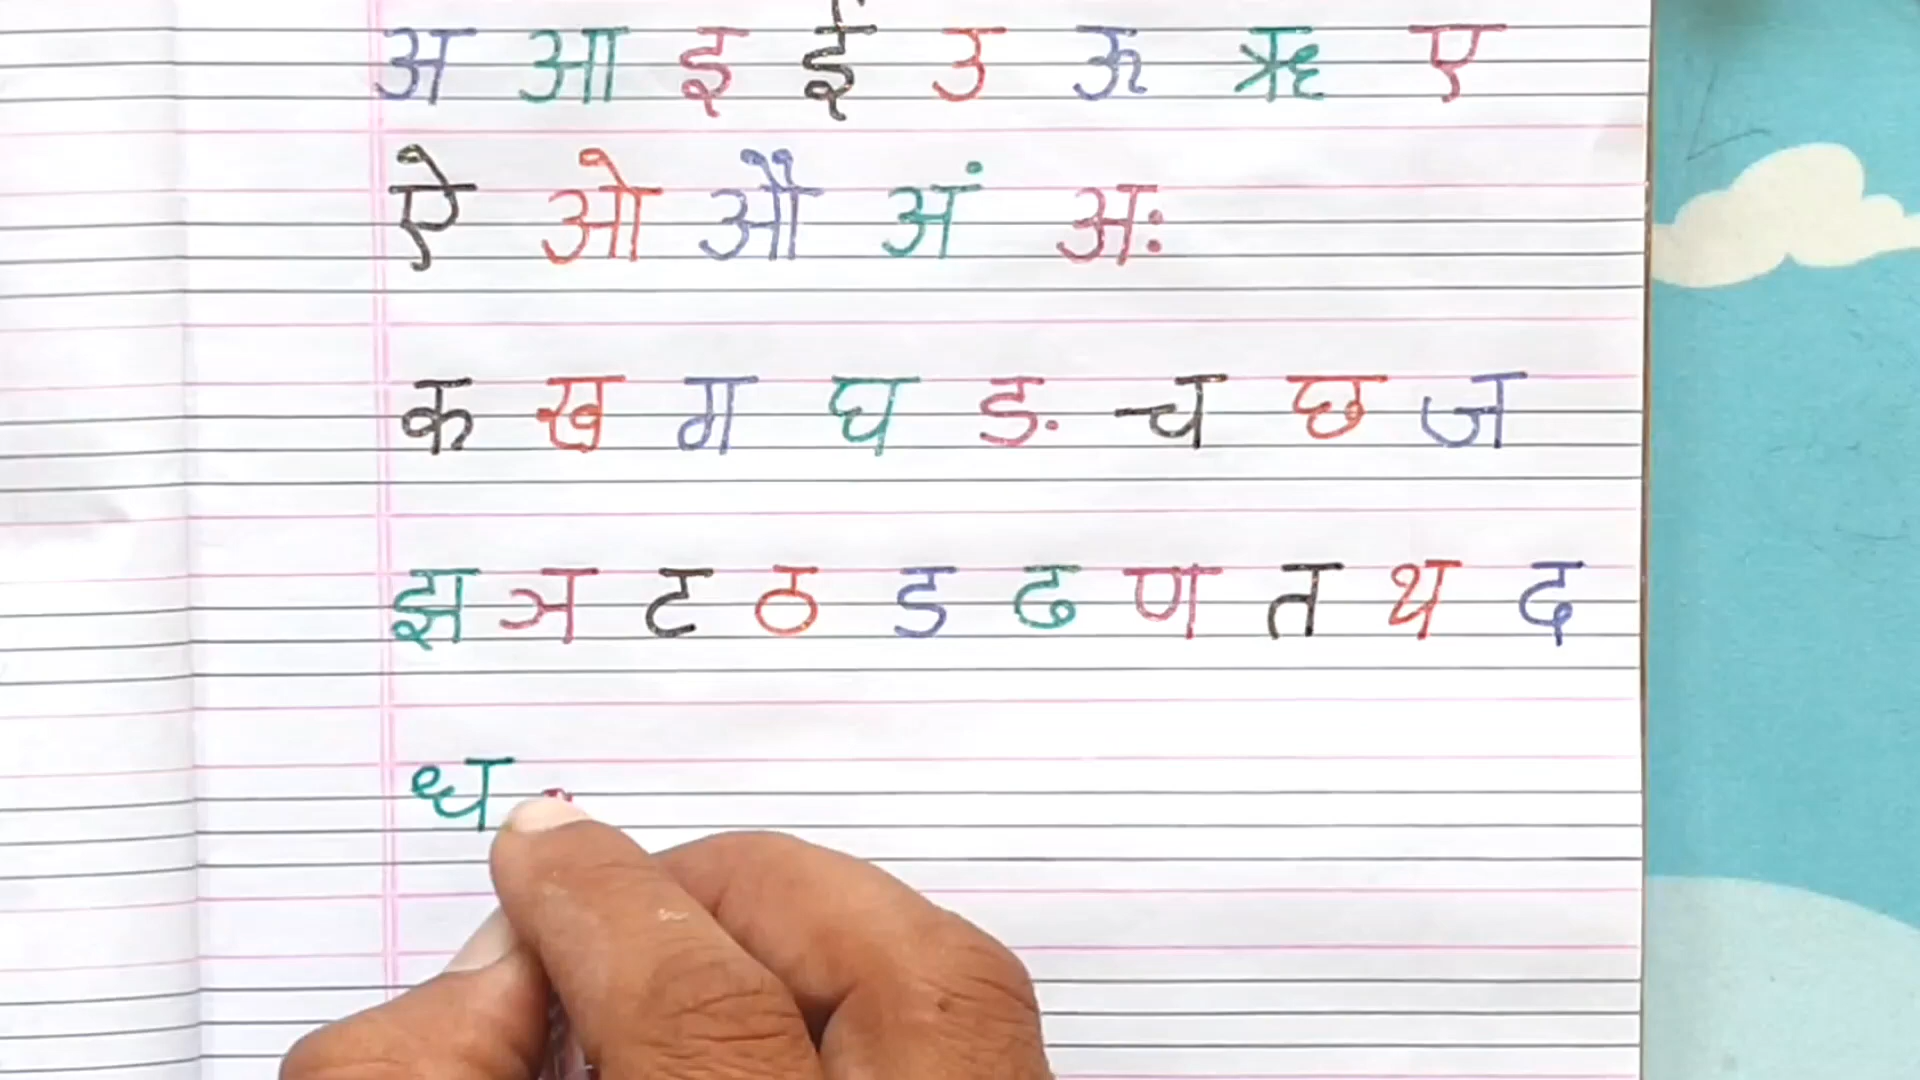 अ आ इ ई उ ऊ ऋ ए
ऐ ओ औ अं अः
क ख ग घ ङ च छ ज
झ ञ ट ठ ड ढ ण त थ द
ध